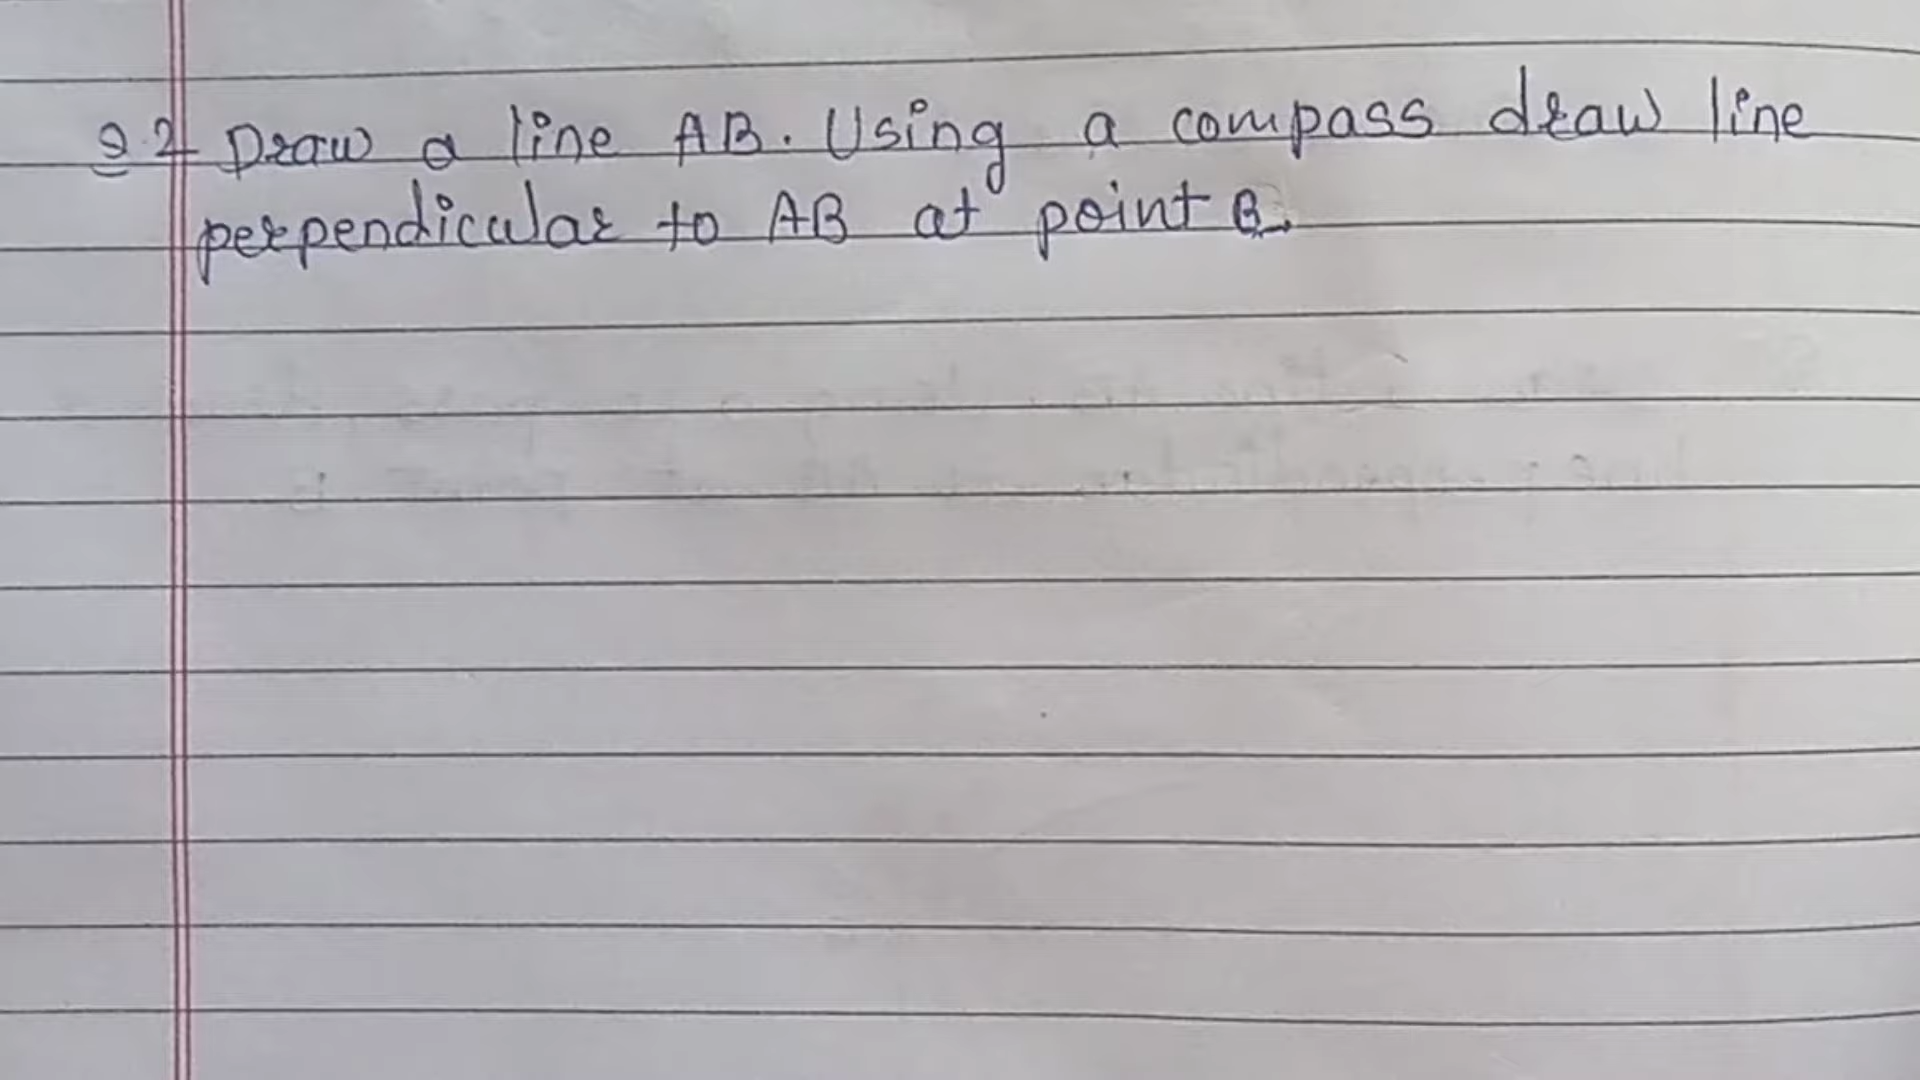 Q.2 Draw a line AB. Using a compass draw line
perpendicular to AB at point B.